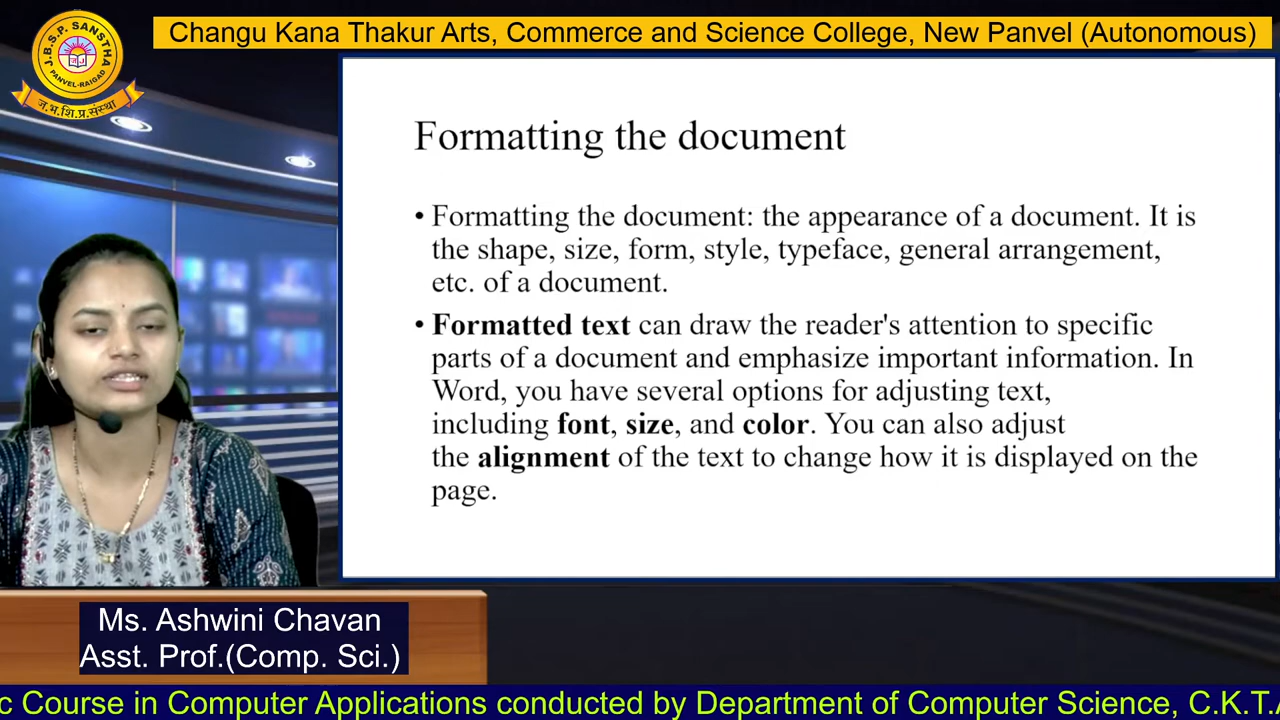 Changu Kana Thakur Arts, Commerce and Science College, New Panvel (Autonomous)
J.B.S.P. SANSTHA
PANVEL-RAIGAD
ज.भ.शि.प्र.संस्था
Formatting the document
• Formatting the document: the appearance of a document. It is
the shape, size, form, style, typeface, general arrangement,
etc. of a document.
• Formatted text can draw the reader's attention to specific
parts of a document and emphasize important information. In
Word, you have several options for adjusting text,
including font, size, and color. You can also adjust
the alignment of the text to change how it is displayed on the
page.
Ms. Ashwini Chavan
Asst. Prof.(Comp. Sci.)
c Course in Computer Applications conducted by Department of Computer Science, C.K.T.